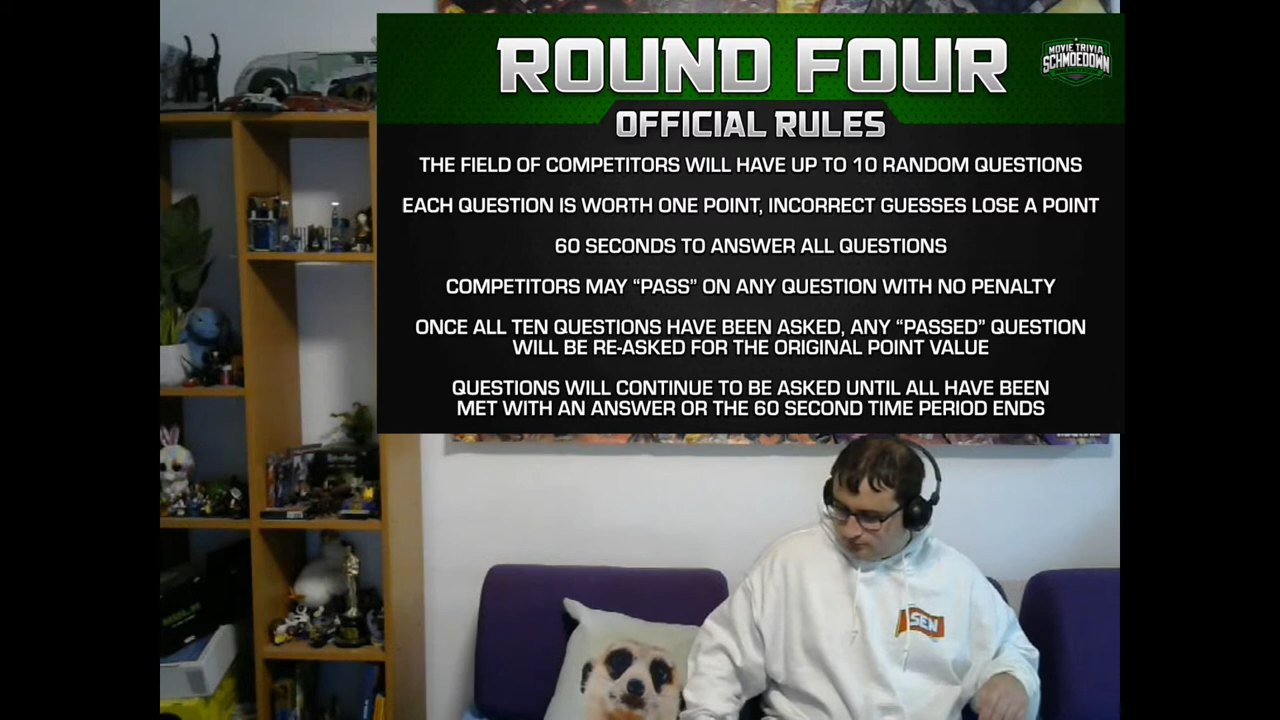 ROUND FOUR
MOVIE TRIVIA
SCHMOEDOWN
OFFICIAL RULES
THE FIELD OF COMPETITORS WILL HAVE UP TO 10 RANDOM QUESTIONS
EACH QUESTION IS WORTH ONE POINT, INCORRECT GUESSES LOSE A POINT
60 SECONDS TO ANSWER ALL QUESTIONS
COMPETITORS MAY “PASS” ON ANY QUESTION WITH NO PENALTY
ONCE ALL TEN QUESTIONS HAVE BEEN ASKED, ANY “PASSED” QUESTION
WILL BE RE-ASKED FOR THE ORIGINAL POINT VALUE
QUESTIONS WILL CONTINUE TO BE ASKED UNTIL ALL HAVE BEEN
MET WITH AN ANSWER OR THE 60 SECOND TIME PERIOD ENDS
SEN